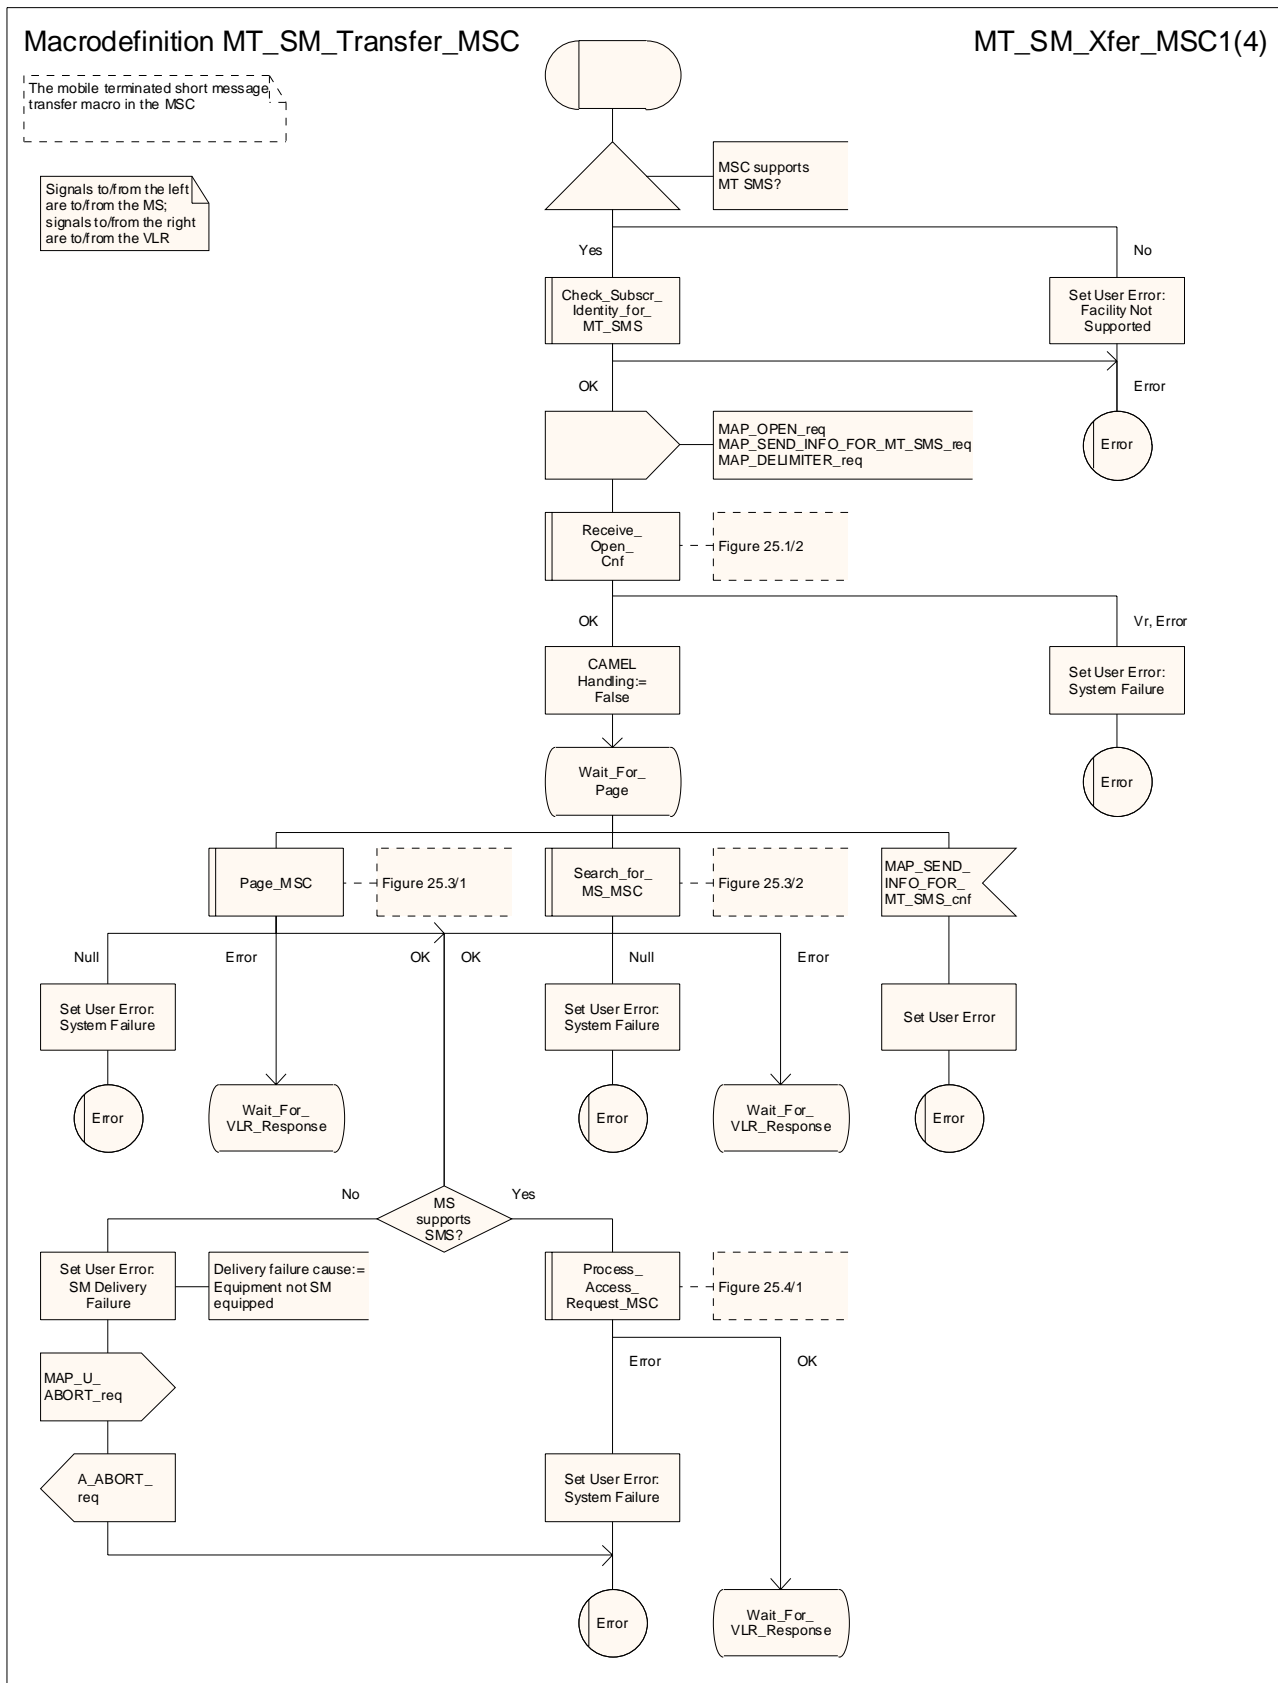 Macrodefinition MT_SM_Transfer_MSC
MT_SM_Xfer_MSC1(4)
The mobile terminated short message
transfer macro in the MSC
Signals to/from the left
are to/from the MS;
signals to/from the right
are to/from the VLR
MSC supports
MT SMS?
Yes
No
Check_Subscr_
Identity_for_
MT_SMS
Set User Error:
Facility Not
Supported
OK
Error
MAP_OPEN_req
MAP_SEND_INFO_FOR_MT_SMS_req
MAP_DELIMITER_req
Error
Receive_
Open_
Cnf
Figure 25.1/2
OK
Vr, Error
CAMEL
Handling:=
False
Set User Error:
System Failure
Wait_For_
Page
Error
Page_MSC
Figure 25.3/1
Search_for_
MS_MSC
Figure 25.3/2
MAP_SEND_
INFO_FOR_
MT_SMS_cnf
Null
Error
OK
OK
Null
Error
Set User Error:
System Failure
Set User Error:
System Failure
Set User Error
Error
Wait_For_
VLR_Response
Error
Wait_For_
VLR_Response
Error
No
MS
supports
SMS?
Yes
Set User Error:
SM Delivery
Failure
Delivery failure cause:=
Equipment not SM
equipped
Process_
Access_
Request_MSC
Figure 25.4/1
Error
OK
MAP_U_
ABORT_req
A_ABORT_
req
Set User Error:
System Failure
Error
Wait_For_
VLR_Response